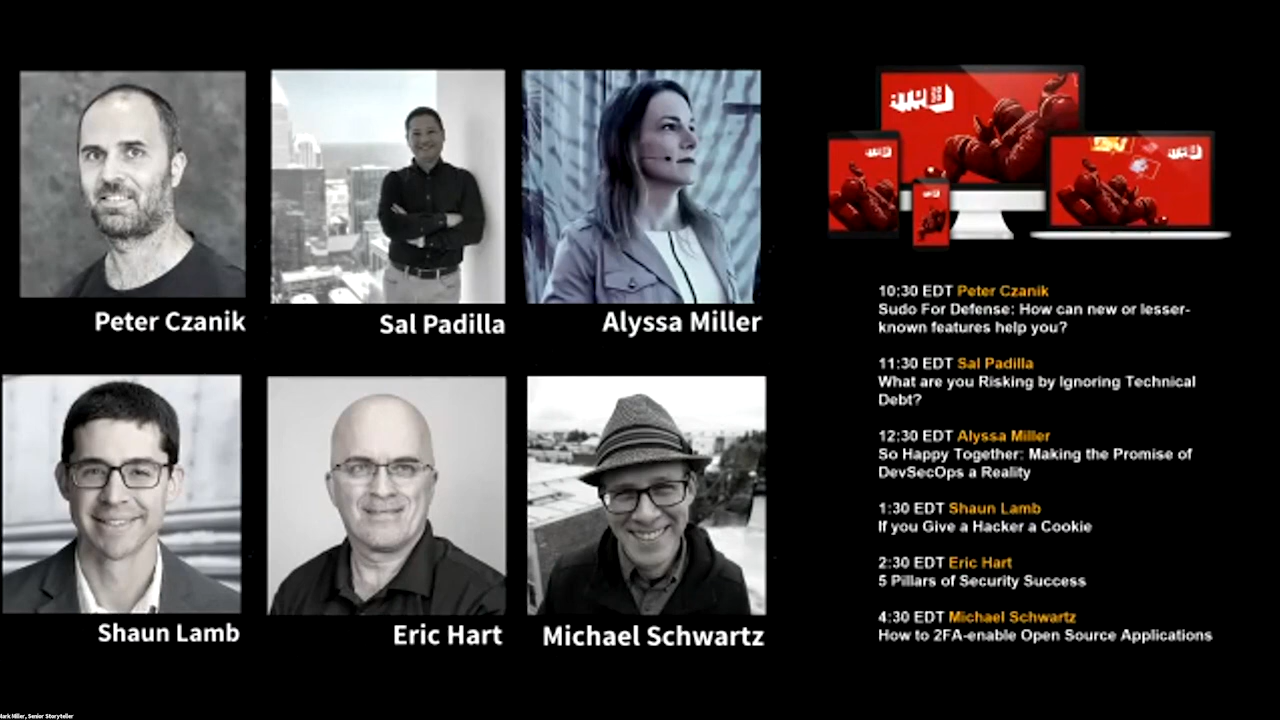 Peter Czanik
Sal Padilla
Alyssa Miller
Shaun Lamb
Eric Hart
Michael Schwartz
10:30 EDT Peter Czanik
Sudo For Defense: How can new or lesser-
known features help you?
11:30 EDT Sal Padilla
What are you Risking by Ignoring Technical
Debt?
12:30 EDT Alyssa Miller
So Happy Together: Making the Promise of
DevSecOps a Reality
1:30 EDT Shaun Lamb
If you Give a Hacker a Cookie
2:30 EDT Eric Hart
5 Pillars of Security Success
4:30 EDT Michael Schwartz
How to 2FA-enable Open Source Applications
Mark Miller, Senior Storyteller